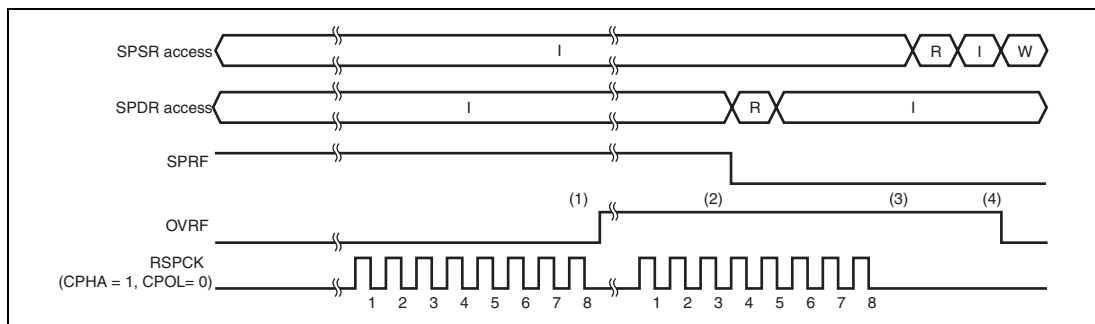 SPSR access I R I W
SPDR access I R I
SPRF
(1) (2) (3) (4)
OVRF
RSPCK
(CPHA = 1, CPOL= 0)
1 2 3 4 5 6 7 8 1 2 3 4 5 6 7 8